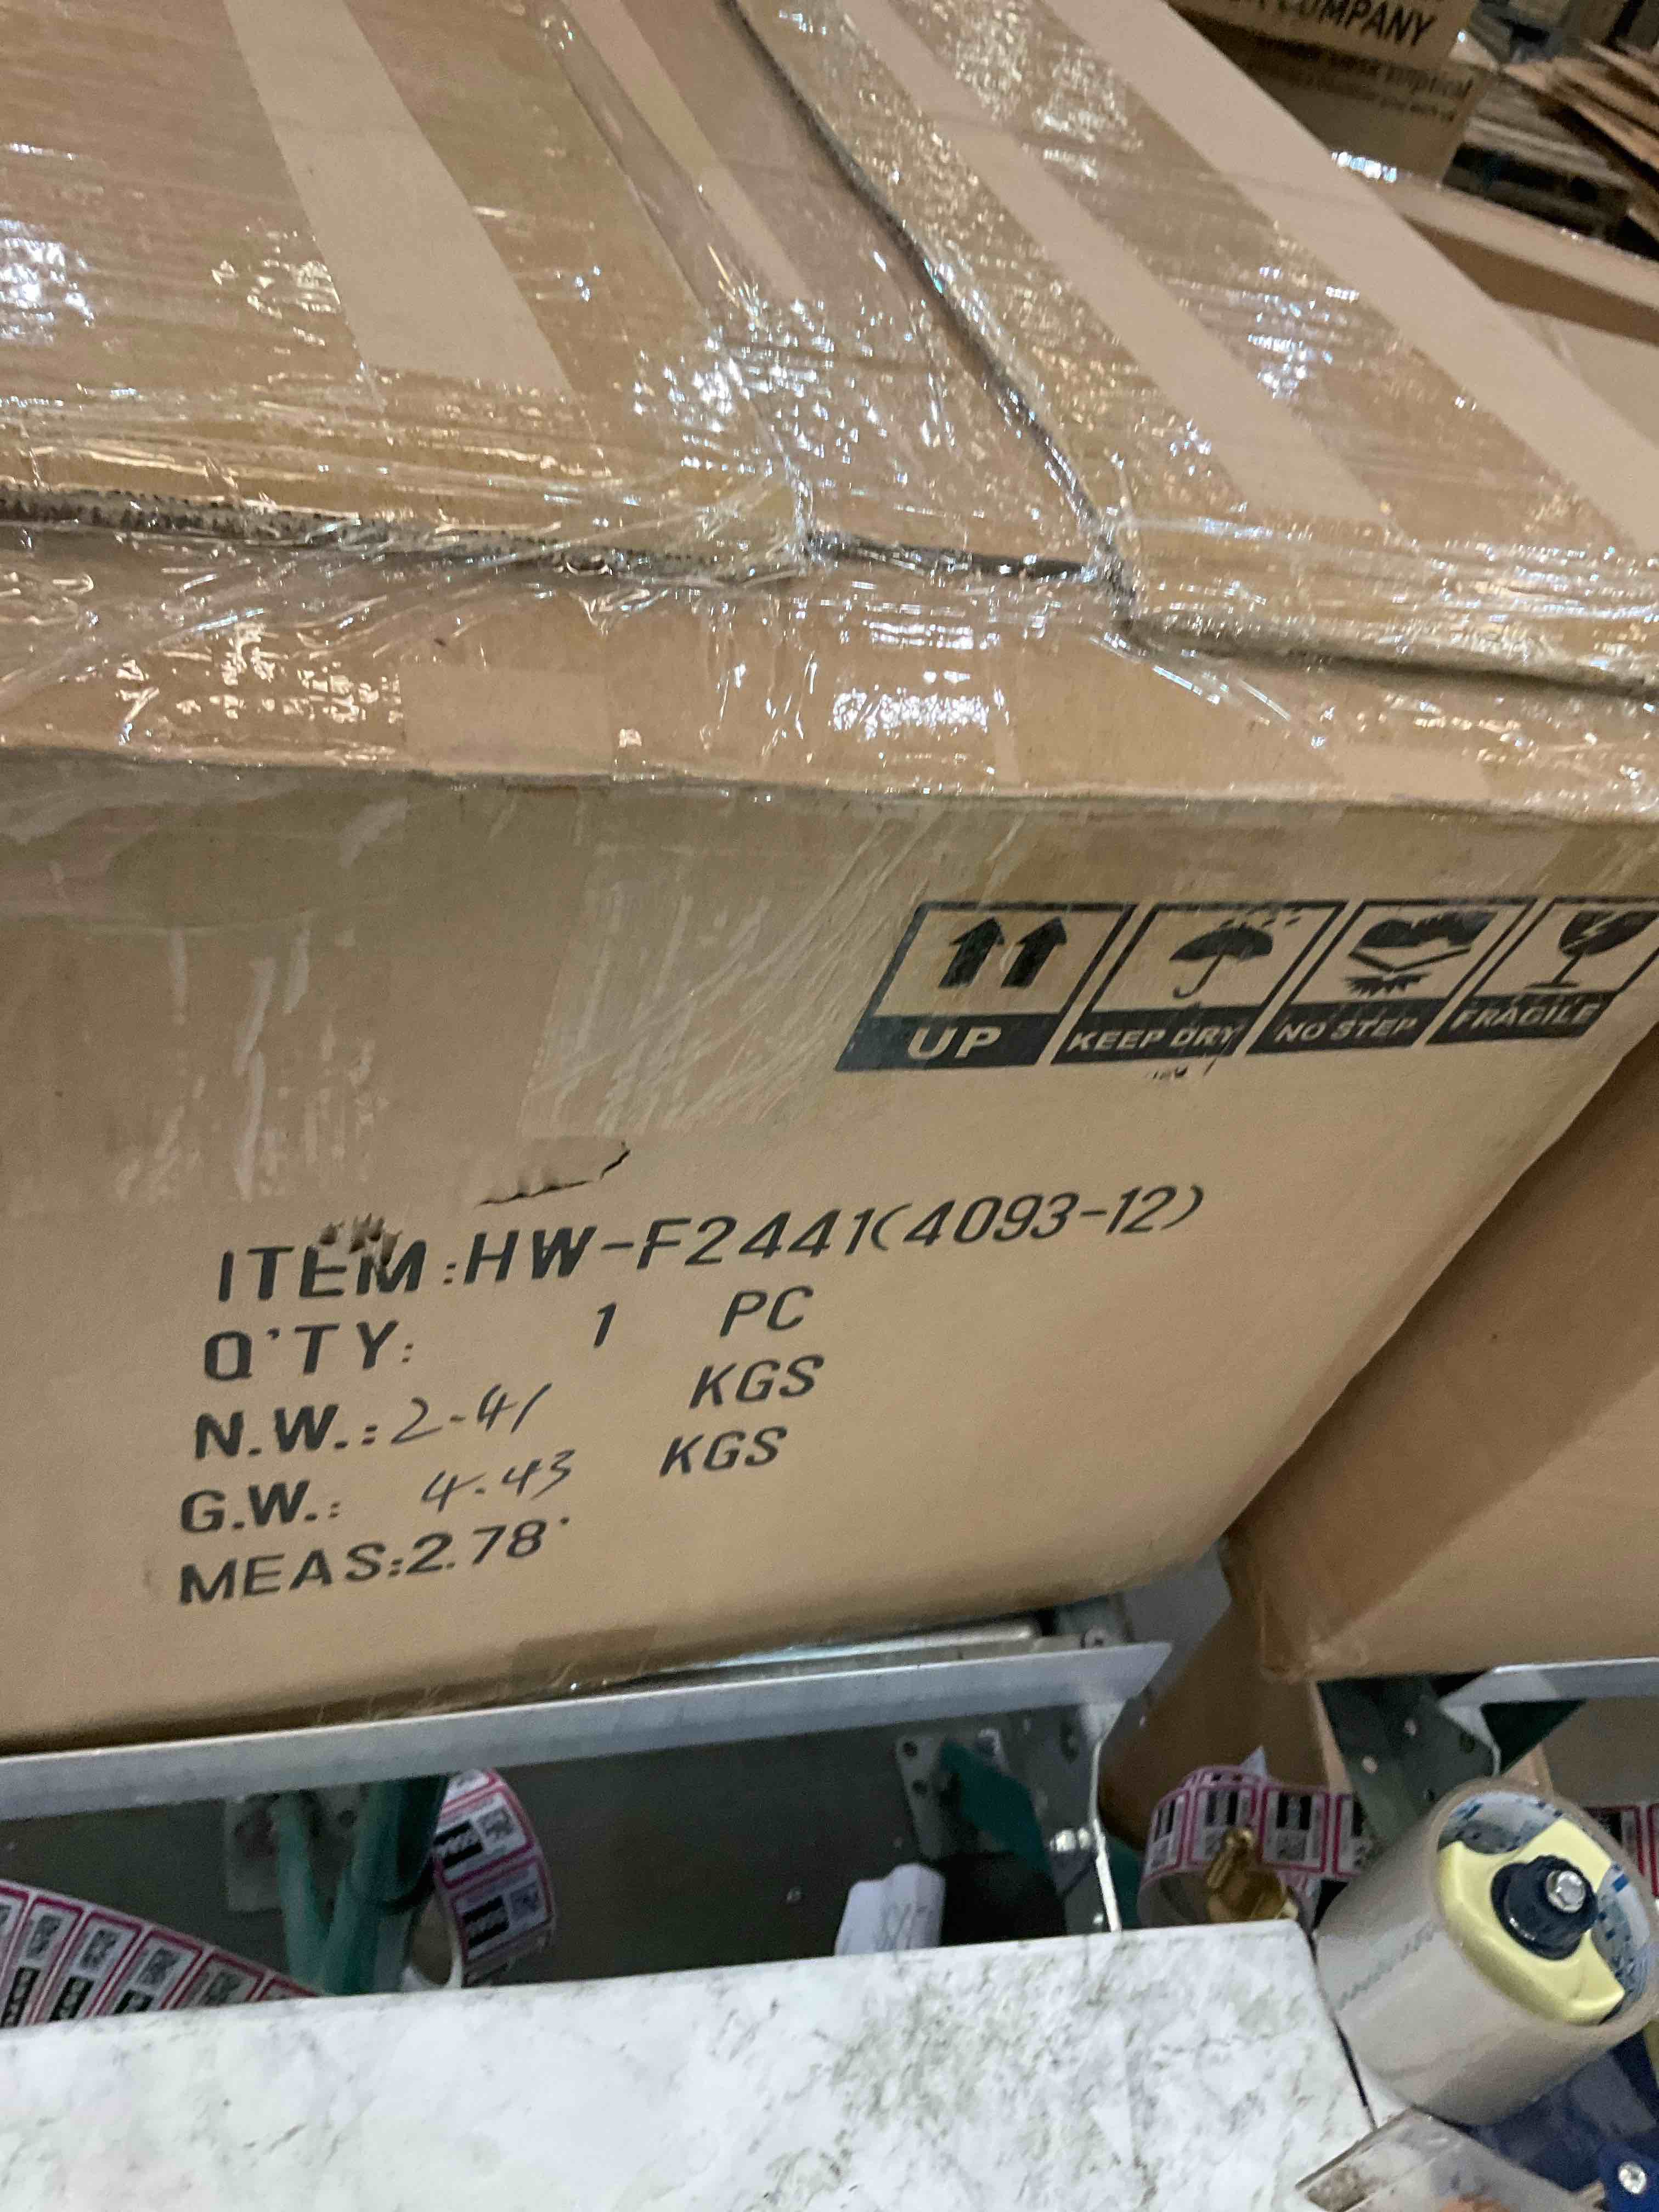 COMPANY
UP
KEEP DRY
NO STEP
FRAGILE
ITEM:HW-F2441(4093-12)
Q'TY: 1 PC
N.W.:2.41 KGS
G.W.: 4.43 KGS
MEAS:2.78'